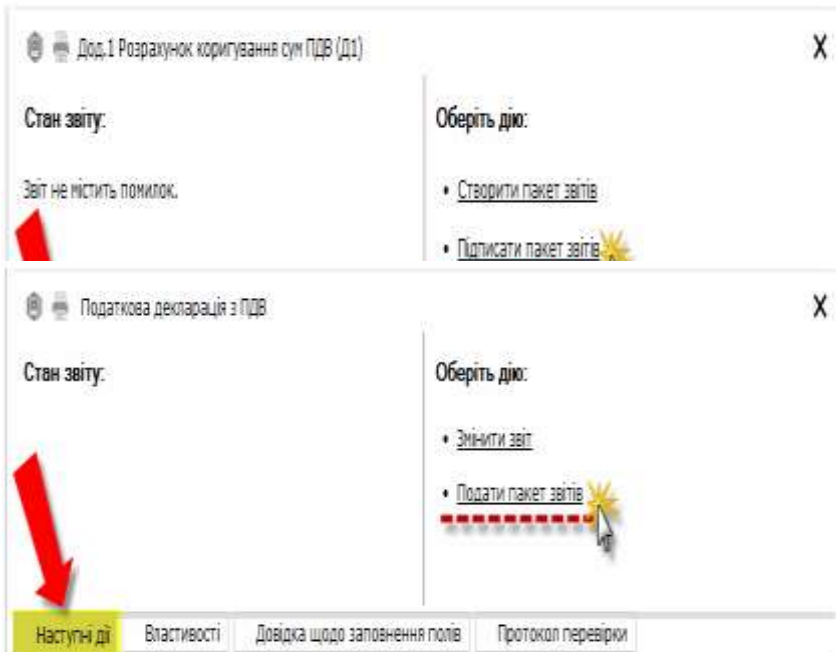 Дод.1 Розрахунок коригування сум ПДВ (Д1) X
Стан звіту: Оберіть дію:
Звіт не містить помилок. • Створити пакет звітів
• Підписати пакет звітів
Податкова декларація з ПДВ X
Стан звіту: Оберіть дію:
• Змінити звіт
• Подати пакет звітів
Наступні дії Властивості Довідка щодо заповнення полів Протокол перевірки